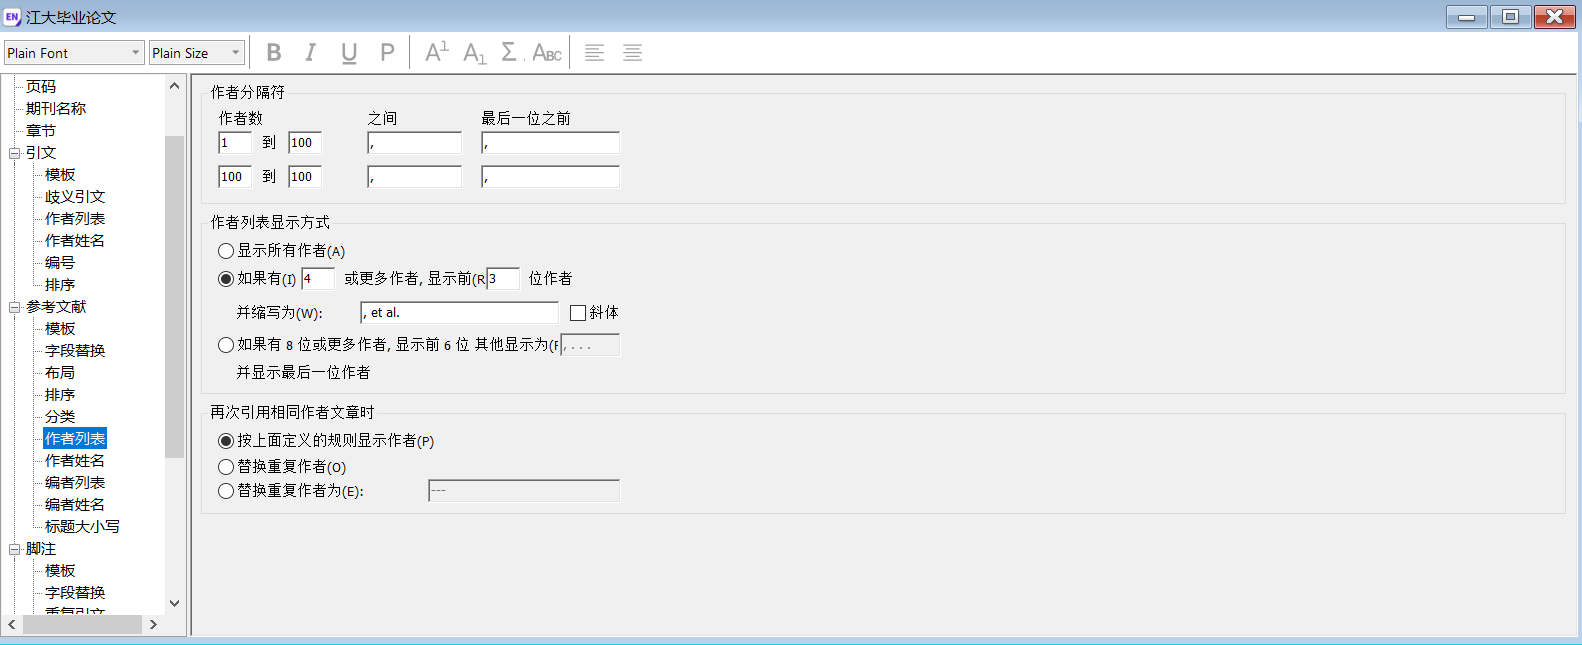 EN 江大毕业论文
Plain Font Plain Size B I U P A1 A1 Σ ABC
页码
期刊名称
章节
引文
模板
歧义引文
作者列表
作者姓名
编号
排序
参考文献
模板
字段替换
布局
排序
分类
作者列表
作者姓名
编者列表
编者姓名
标题大小写
脚注
模板
字段替换
重复引文
作者分隔符
作者数 之间 最后一位之前
1 到 100 , ,
100 到 100 , ,
作者列表显示方式
显示所有作者(A)
如果有(I) 4 或更多作者, 显示前(R 3 位作者
并缩写为(W): , et al. 斜体
如果有 8 位或更多作者, 显示前 6 位 其他显示为(F , . . .
并显示最后一位作者
再次引用相同作者文章时
按上面定义的规则显示作者(P)
替换重复作者(O)
替换重复作者为(E): ---